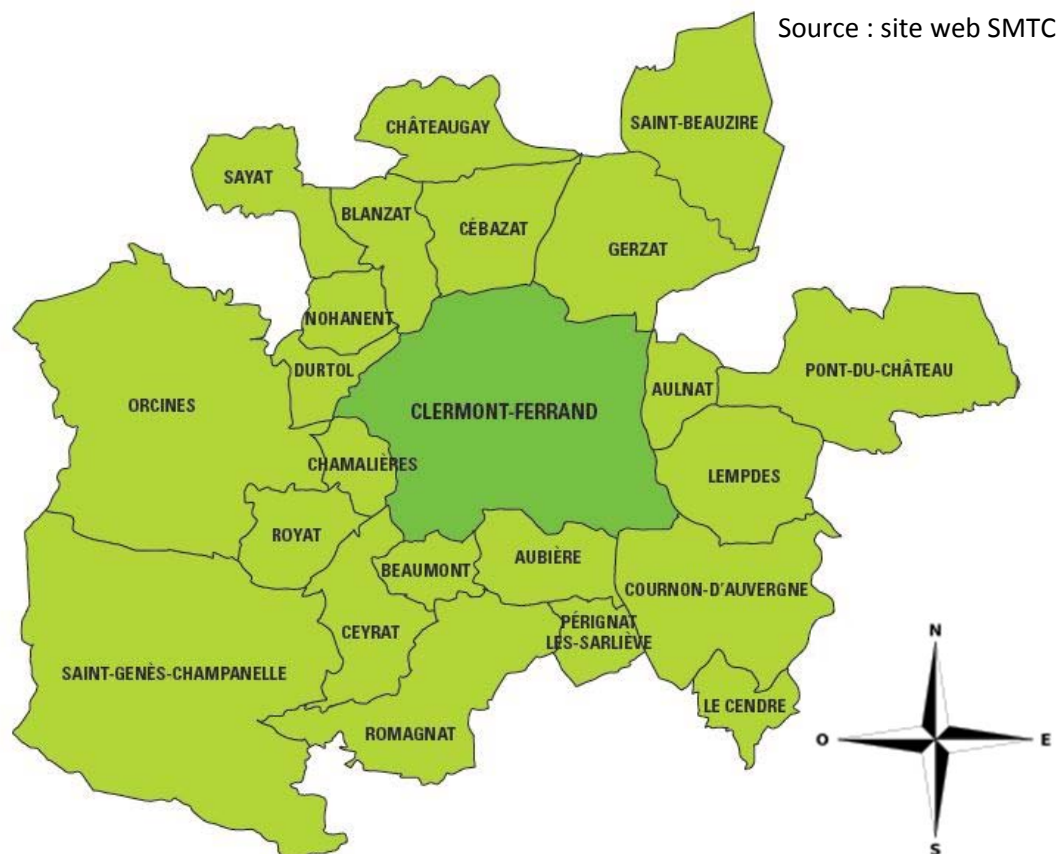 Source : site web SMTC
CHÂTEAUGAY
SAINT-BEAUZIRE
SAYAT
BLANZAT
CÉBAZAT
GERZAT
NOHANENT
DURTOL
PONT-DU-CHÂTEAU
AULNAT
ORCINES
CLERMONT-FERRAND
CHAMALIÈRES
LEMPDES
ROYAT
AUBIÈRE
BEAUMONT
COURNON-D'AUVERGNE
PÉRIGNAT
LES-SARLIÈVE
CEYRAT
SAINT-GENÈS-CHAMPANELLE
LE CENDRE
ROMAGNAT
N
O
E
S